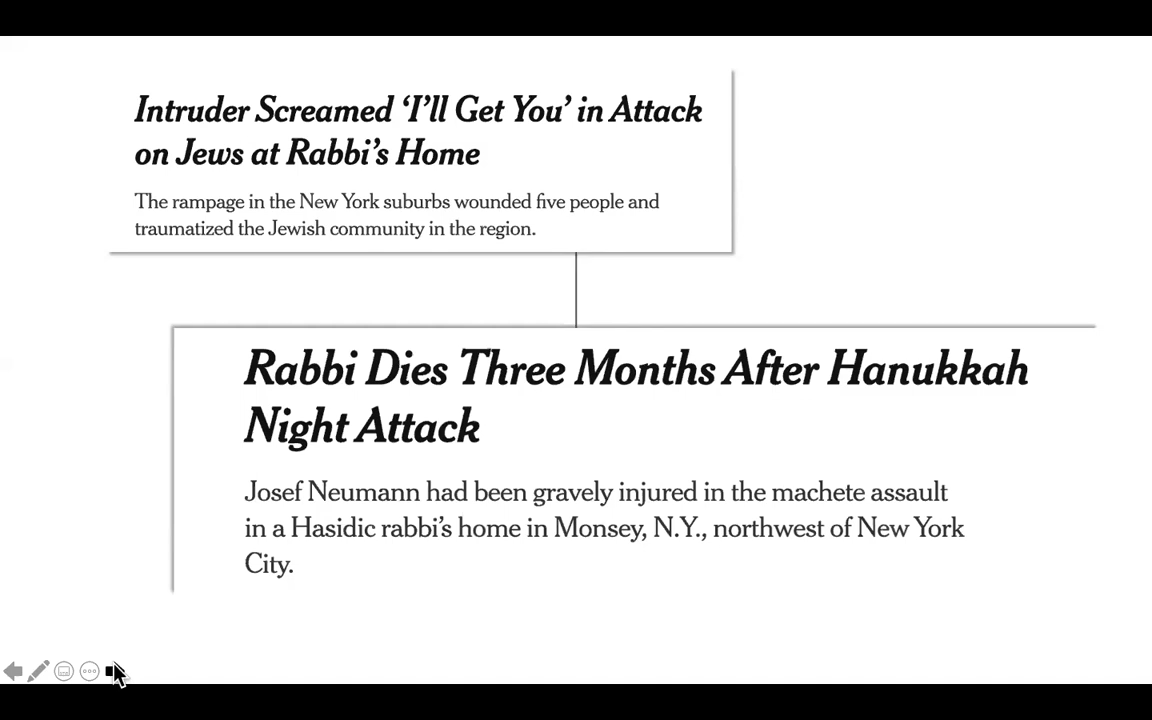 Intruder Screamed ‘I’ll Get You’ in Attack
on Jews at Rabbi’s Home
The rampage in the New York suburbs wounded five people and
traumatized the Jewish community in the region.
Rabbi Dies Three Months After Hanukkah
Night Attack
Josef Neumann had been gravely injured in the machete assault
in a Hasidic rabbi’s home in Monsey, N.Y., northwest of New York
City.